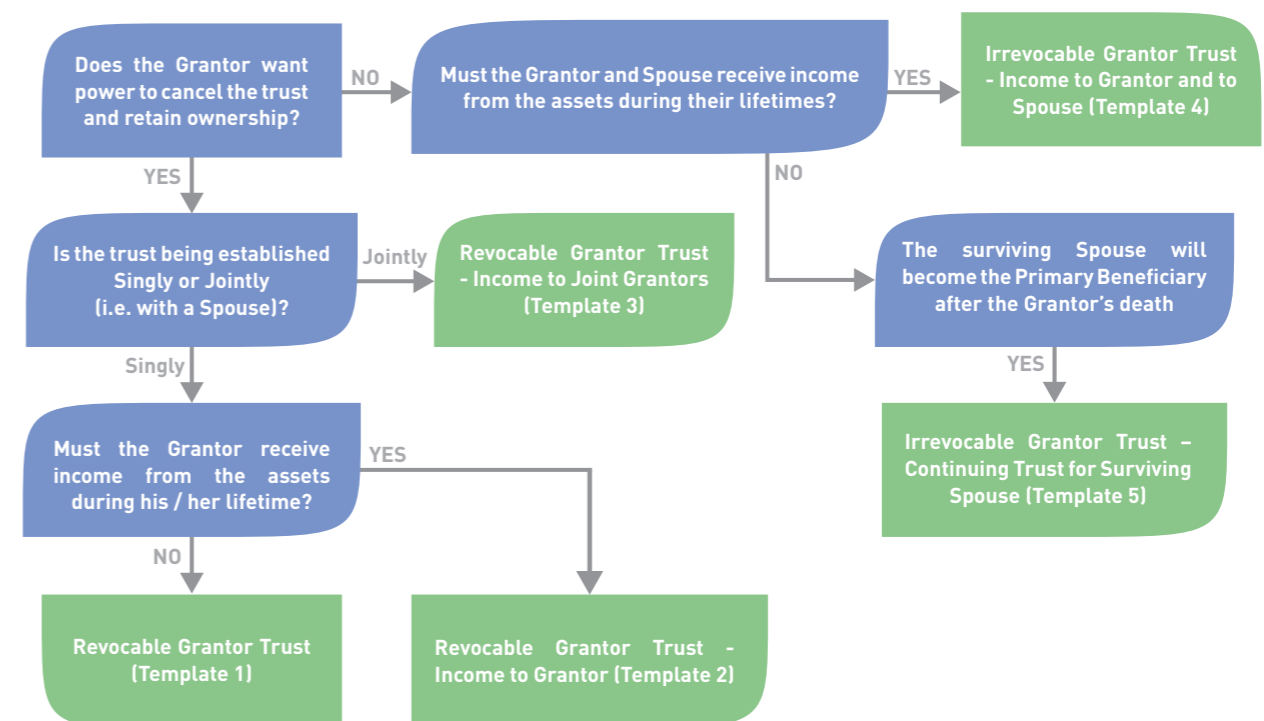 Does the Grantor want
power to cancel the trust
and retain ownership?
NO
Must the Grantor and Spouse receive income
from the assets during their lifetimes?
YES
Irrevocable Grantor Trust
- Income to Grantor and to
Spouse (Template 4)
YES
NO
Is the trust being established
Singly or Jointly
(i.e. with a Spouse)?
Jointly
Revocable Grantor Trust
- Income to Joint Grantors
(Template 3)
The surviving Spouse will
become the Primary Beneficiary
after the Grantor’s death
Singly
YES
Must the Grantor receive
income from the assets
during his / her lifetime?
YES
Irrevocable Grantor Trust –
Continuing Trust for Surviving
Spouse (Template 5)
NO
Revocable Grantor Trust
(Template 1)
Revocable Grantor Trust -
Income to Grantor (Template 2)